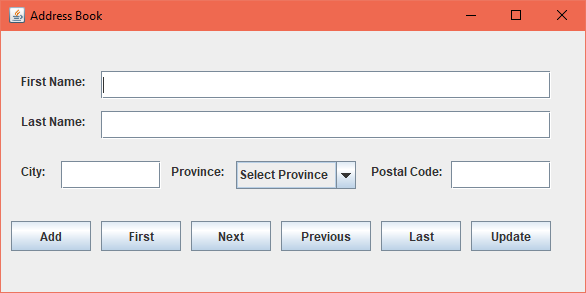 Address Book
First Name:
Last Name:
City: Province: Select Province Postal Code:
Add First Next Previous Last Update